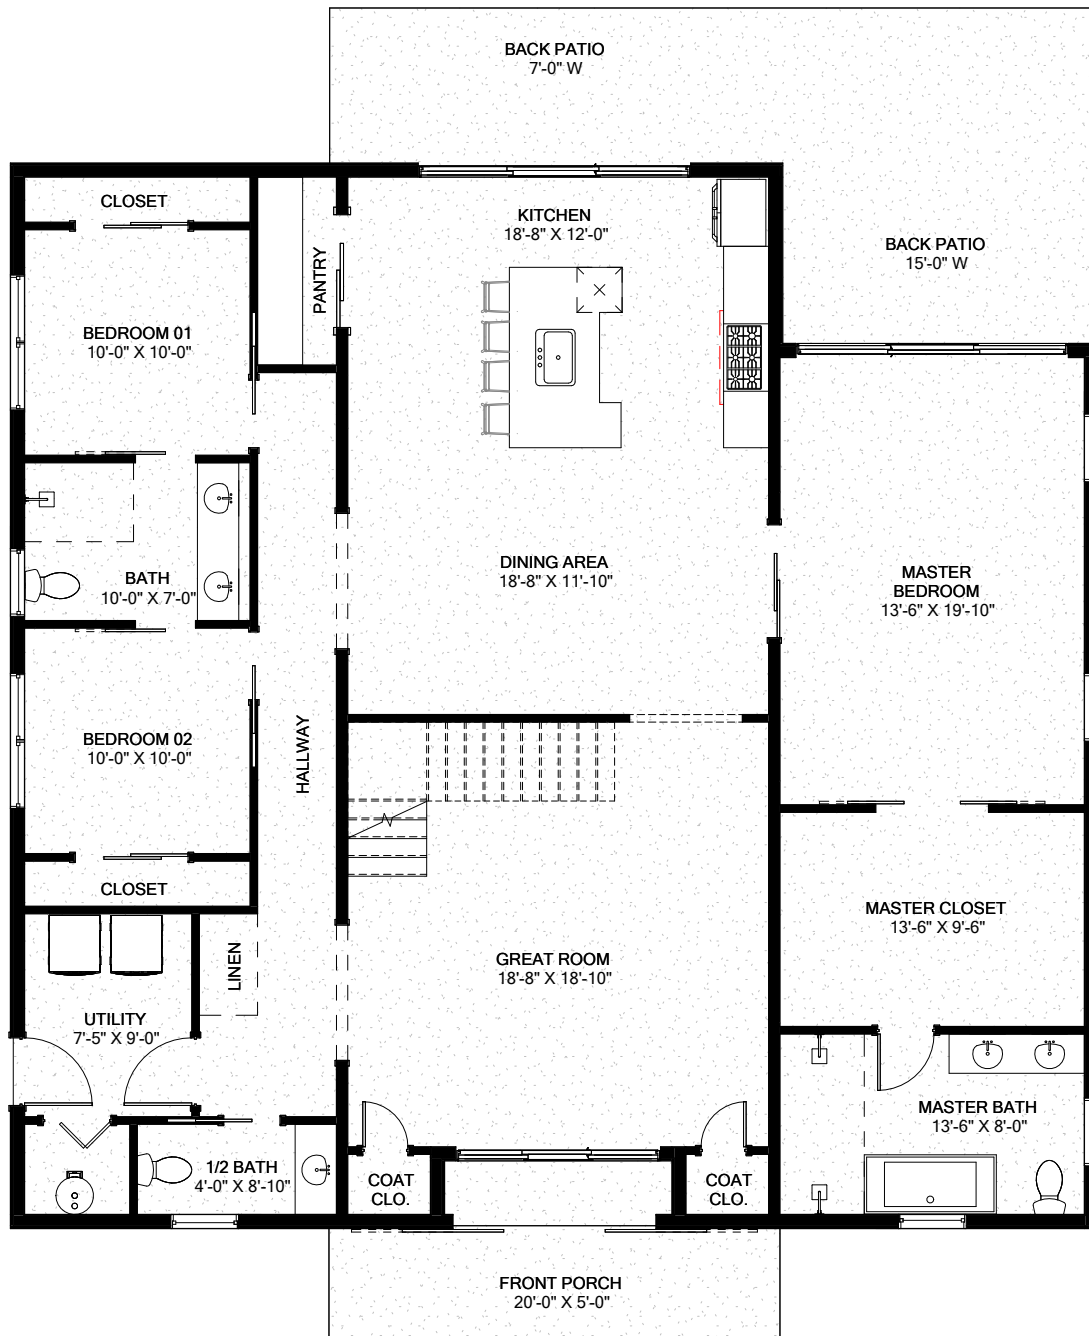 BACK PATIO
7'-0" W
CLOSET
KITCHEN
18'-8" X 12'-0"
BACK PATIO
15'-0" W
PANTRY
BEDROOM 01
10'-0" X 10'-0"
DINING AREA
18'-8" X 11'-10"
MASTER
BEDROOM
13'-6" X 19'-10"
BATH
10'-0" X 7'-0"
BEDROOM 02
10'-0" X 10'-0"
HALLWAY
CLOSET
MASTER CLOSET
13'-6" X 9'-6"
LINEN
GREAT ROOM
18'-8" X 18'-10"
UTILITY
7'-5" X 9'-0"
MASTER BATH
13'-6" X 8'-0"
1/2 BATH
4'-0" X 8'-10"
COAT
CLO.
COAT
CLO.
FRONT PORCH
20'-0" X 5'-0"